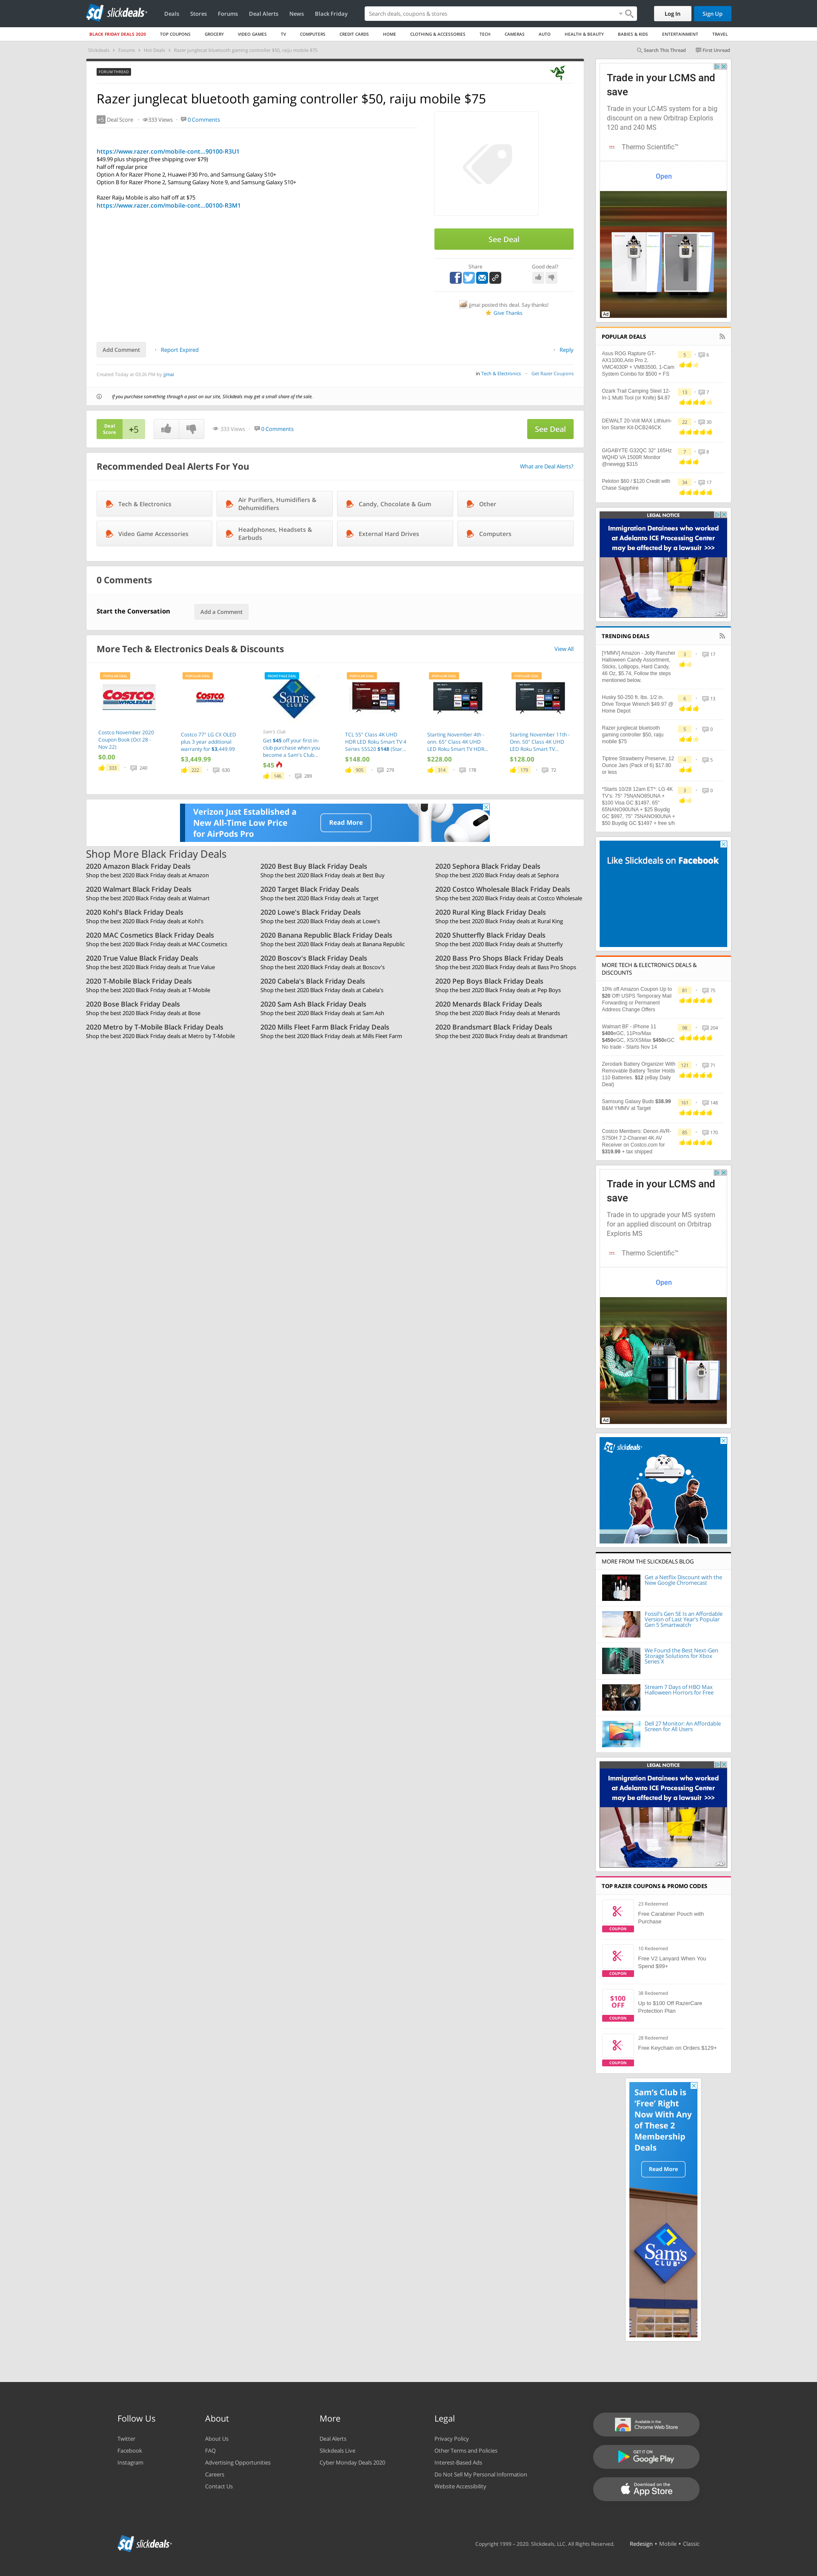 slickdeals
Deals
Stores
Forums
Deal Alerts
News
Black Friday
Search deals, coupons & stores
Log In
Sign Up
BLACK FRIDAY DEALS 2020
TOP COUPONS
GROCERY
VIDEO GAMES
TV
COMPUTERS
CREDIT CARDS
HOME
CLOTHING & ACCESSORIES
TECH
CAMERAS
AUTO
HEALTH & BEAUTY
BABIES & KIDS
ENTERTAINMENT
TRAVEL
Slickdeals > Forums > Hot Deals > Razer junglecat bluetooth gaming controller $50, raiju mobile $75
Search This Thread
First Unread
FORUM THREAD
Razer junglecat bluetooth gaming controller $50, raiju mobile $75
+5 Deal Score
333 Views
0 Comments
https://www.razer.com/mobile-cont...90100-R3U1
$49.99 plus shipping (free shipping over $79)
half off regular price
Option A for Razer Phone 2, Huawei P30 Pro, and Samsung Galaxy S10+
Option B for Razer Phone 2, Samsung Galaxy Note 9, and Samsung Galaxy S10+
Razer Raiju Mobile is also half off at $75
https://www.razer.com/mobile-cont...00100-R3M1
See Deal
Share
Good deal?
jjmai posted this deal. Say thanks!
Give Thanks
Add Comment
Report Expired
Reply
Created Today at 03:26 PM by jjmai
in Tech & Electronics
Get Razer Coupons
If you purchase something through a post on our site, Slickdeals may get a small share of the sale.
Deal Score
+5
333 Views
0 Comments
See Deal
Recommended Deal Alerts For You
What are Deal Alerts?
Tech & Electronics
Air Purifiers, Humidifiers & Dehumidifiers
Candy, Chocolate & Gum
Other
Video Game Accessories
Headphones, Headsets & Earbuds
External Hard Drives
Computers
0 Comments
Start the Conversation
Add a Comment
More Tech & Electronics Deals & Discounts
View All
POPULAR DEAL
COSTCO WHOLESALE
Costco November 2020 Coupon Book (Oct 28 - Nov 22)
$0.00
333
240
POPULAR DEAL
COSTCO WHOLESALE
Costco 77" LG CX OLED plus 3 year additional warranty for $3,449.99
$3,449.99
222
630
FRONTPAGE DEAL
Sam's Club
Sam's Club
Get $45 off your first in-club purchase when you become a Sam's Club...
$45
146
289
POPULAR DEAL
TCL 55" Class 4K UHD HDR LED Roku Smart TV 4 Series 55S20 $148 (Star...
$148.00
905
279
POPULAR DEAL
Starting November 4th - onn. 65" Class 4K UHD LED Roku Smart TV HDR...
$228.00
314
178
POPULAR DEAL
Starting November 11th - Onn. 50" Class 4K UHD LED Roku Smart TV...
$128.00
179
72
Verizon Just Established a New All-Time Low Price for AirPods Pro
Read More
Shop More Black Friday Deals
2020 Amazon Black Friday Deals
Shop the best 2020 Black Friday deals at Amazon
2020 Best Buy Black Friday Deals
Shop the best 2020 Black Friday deals at Best Buy
2020 Sephora Black Friday Deals
Shop the best 2020 Black Friday deals at Sephora
2020 Walmart Black Friday Deals
Shop the best 2020 Black Friday deals at Walmart
2020 Target Black Friday Deals
Shop the best 2020 Black Friday deals at Target
2020 Costco Wholesale Black Friday Deals
Shop the best 2020 Black Friday deals at Costco Wholesale
2020 Kohl's Black Friday Deals
Shop the best 2020 Black Friday deals at Kohl's
2020 Lowe's Black Friday Deals
Shop the best 2020 Black Friday deals at Lowe's
2020 Rural King Black Friday Deals
Shop the best 2020 Black Friday deals at Rural King
2020 MAC Cosmetics Black Friday Deals
Shop the best 2020 Black Friday deals at MAC Cosmetics
2020 Banana Republic Black Friday Deals
Shop the best 2020 Black Friday deals at Banana Republic
2020 Shutterfly Black Friday Deals
Shop the best 2020 Black Friday deals at Shutterfly
2020 True Value Black Friday Deals
Shop the best 2020 Black Friday deals at True Value
2020 Boscov's Black Friday Deals
Shop the best 2020 Black Friday deals at Boscov's
2020 Bass Pro Shops Black Friday Deals
Shop the best 2020 Black Friday deals at Bass Pro Shops
2020 T-Mobile Black Friday Deals
Shop the best 2020 Black Friday deals at T-Mobile
2020 Cabela's Black Friday Deals
Shop the best 2020 Black Friday deals at Cabela's
2020 Pep Boys Black Friday Deals
Shop the best 2020 Black Friday deals at Pep Boys
2020 Bose Black Friday Deals
Shop the best 2020 Black Friday deals at Bose
2020 Sam Ash Black Friday Deals
Shop the best 2020 Black Friday deals at Sam Ash
2020 Menards Black Friday Deals
Shop the best 2020 Black Friday deals at Menards
2020 Metro by T-Mobile Black Friday Deals
Shop the best 2020 Black Friday deals at Metro by T-Mobile
2020 Mills Fleet Farm Black Friday Deals
Shop the best 2020 Black Friday deals at Mills Fleet Farm
2020 Brandsmart Black Friday Deals
Shop the best 2020 Black Friday deals at Brandsmart
Trade in your LCMS and save
Trade in your LC-MS system for a big discount on a new Orbitrap Exploris 120 and 240 MS
Thermo Scientific™
Open
Ad
POPULAR DEALS
Asus ROG Rapture GT-AX11000,Ario Pro 2, VMC4030P + VMB3500, 1-Cam System Combo for $500 + FS
5
6
Ozark Trail Camping Steel 12-In-1 Multi Tool (or Knife) $4.87
13
7
DEWALT 20-Volt MAX Lithium-Ion Starter Kit-DCB246CK
22
30
GIGABYTE G32QC 32" 165Hz WQHD VA 1500R Monitor @newegg $315
7
8
Peloton $60 / $120 Credit with Chase Sapphire
34
17
LEGAL NOTICE
Immigration Detainees who worked at Adelanto ICE Processing Center may be affected by a lawsuit >>>
TRENDING DEALS
[YMMV] Amazon - Jolly Rancher Halloween Candy Assortment, Sticks, Lollipops, Hard Candy, 46 Oz, $5.74, Follow the steps mentioned below.
3
17
Husky 50-250 ft. lbs. 1/2 in. Drive Torque Wrench $49.97 @ Home Depot
6
13
Razer junglecat bluetooth gaming controller $50, raiju mobile $75
5
0
Tiptree Strawberry Preserve, 12 Ounce Jars (Pack of 6) $17.80 or less
4
5
*Starts 10/28 12am ET*: LG 4K TV's: 75" 75NANO85UNA + $100 Visa GC $1497, 65" 65NANO90UNA + $25 Buydig GC $997, 75" 75NANO90UNA + $50 Buydig GC $1497 + free s/h
3
0
Like Slickdeals on Facebook
MORE TECH & ELECTRONICS DEALS & DISCOUNTS
10% off Amazon Coupon Up to $20 Off! USPS Temporary Mail Forwarding or Permanent Address Change Offers
81
75
Walmart BF - iPhone 11 $400eGC, 11Pro/Max $450eGC, XS/XSMax $450eGC No trade - Starts Nov 14
98
204
Zerodark Battery Organizer With Removable Battery Tester Holds 110 Batteries. $12 (eBay Daily Deal)
121
71
Samsung Galaxy Buds $38.99 B&M YMMV at Target
161
146
Costco Members: Denon AVR-S750H 7.2-Channel 4K AV Receiver on Costco.com for $319.99 + tax shipped
85
170
Trade in your LCMS and save
Trade in to upgrade your MS system for an applied discount on Orbitrap Exploris MS
Thermo Scientific™
Open
Ad
slickdeals
MORE FROM THE SLICKDEALS BLOG
Get a Netflix Discount with the New Google Chromecast
Fossil's Gen 5E Is an Affordable Version of Last Year's Popular Gen 5 Smartwatch
We Found the Best Next-Gen Storage Solutions for Xbox Series X
Stream 7 Days of HBO Max Halloween Horrors for Free
Dell 27 Monitor: An Affordable Screen for All Users
LEGAL NOTICE
Immigration Detainees who worked at Adelanto ICE Processing Center may be affected by a lawsuit >>>
TOP RAZER COUPONS & PROMO CODES
23 Redeemed
Free Carabiner Pouch with Purchase
COUPON
10 Redeemed
Free V2 Lanyard When You Spend $99+
COUPON
$100 OFF
38 Redeemed
Up to $100 Off RazerCare Protection Plan
COUPON
28 Redeemed
Free Keychain on Orders $129+
COUPON
Sam's Club is 'Free' Right Now With Any of These 2 Membership Deals
Read More
Sam's CLUB
Follow Us
Twitter
Facebook
Instagram
About
About Us
FAQ
Advertising Opportunities
Careers
Contact Us
More
Deal Alerts
Slickdeals Live
Cyber Monday Deals 2020
Legal
Privacy Policy
Other Terms and Policies
Interest-Based Ads
Do Not Sell My Personal Information
Website Accessibility
Available in the Chrome Web Store
GET IT ON Google Play
Download on the App Store
slickdeals
Copyright 1999 - 2020. Slickdeals, LLC. All Rights Reserved.
Redesign • Mobile • Classic